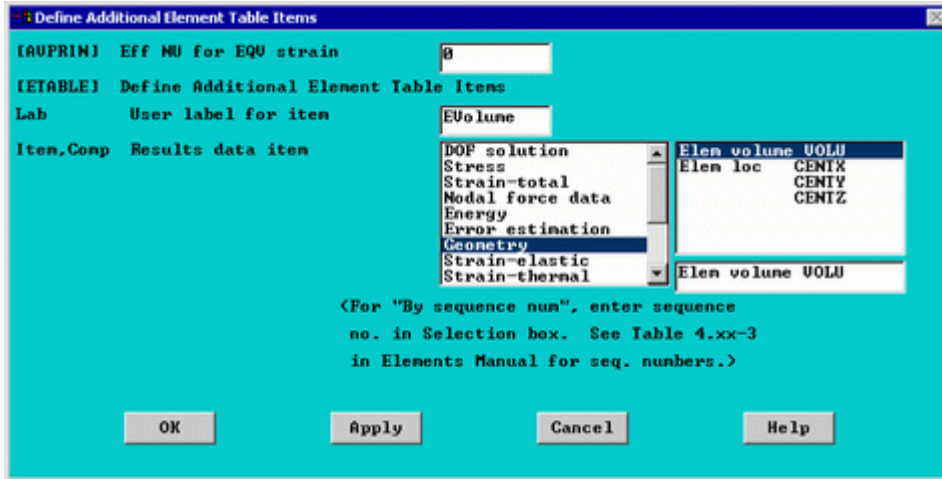 Define Additional Element Table Items
[AVPRIN] Eff NU for EQV strain 0
[ETABLE] Define Additional Element Table Items
Lab User label for item EVolume
Item,Comp Results data item
DOF solution
Stress
Strain-total
Nodal force data
Energy
Error estimation
Geometry
Strain-elastic
Strain-thermal
Elem volume VOLU
Elem loc CENTX
CENTY
CENTZ
Elem volume VOLU
(For "By sequence num", enter sequence
no. in Selection box. See Table 4.xx-3
in Elements Manual for seq. numbers.)
OK Apply Cancel Help